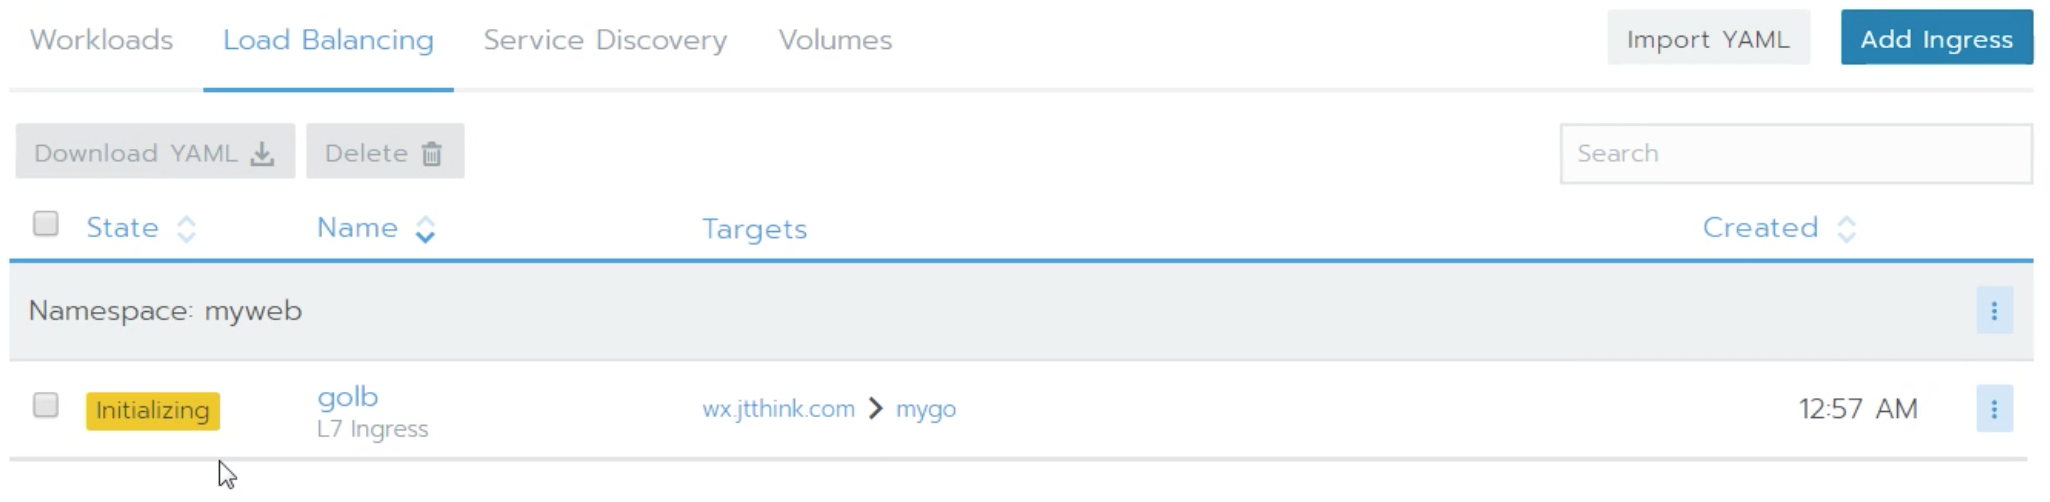 Workloads Load Balancing Service Discovery Volumes Import YAML Add Ingress
Download YAML Delete Search
State Name Targets Created
Namespace: myweb
Initializing golb wx.jtthink.com > mygo 12:57 AM
L7 Ingress